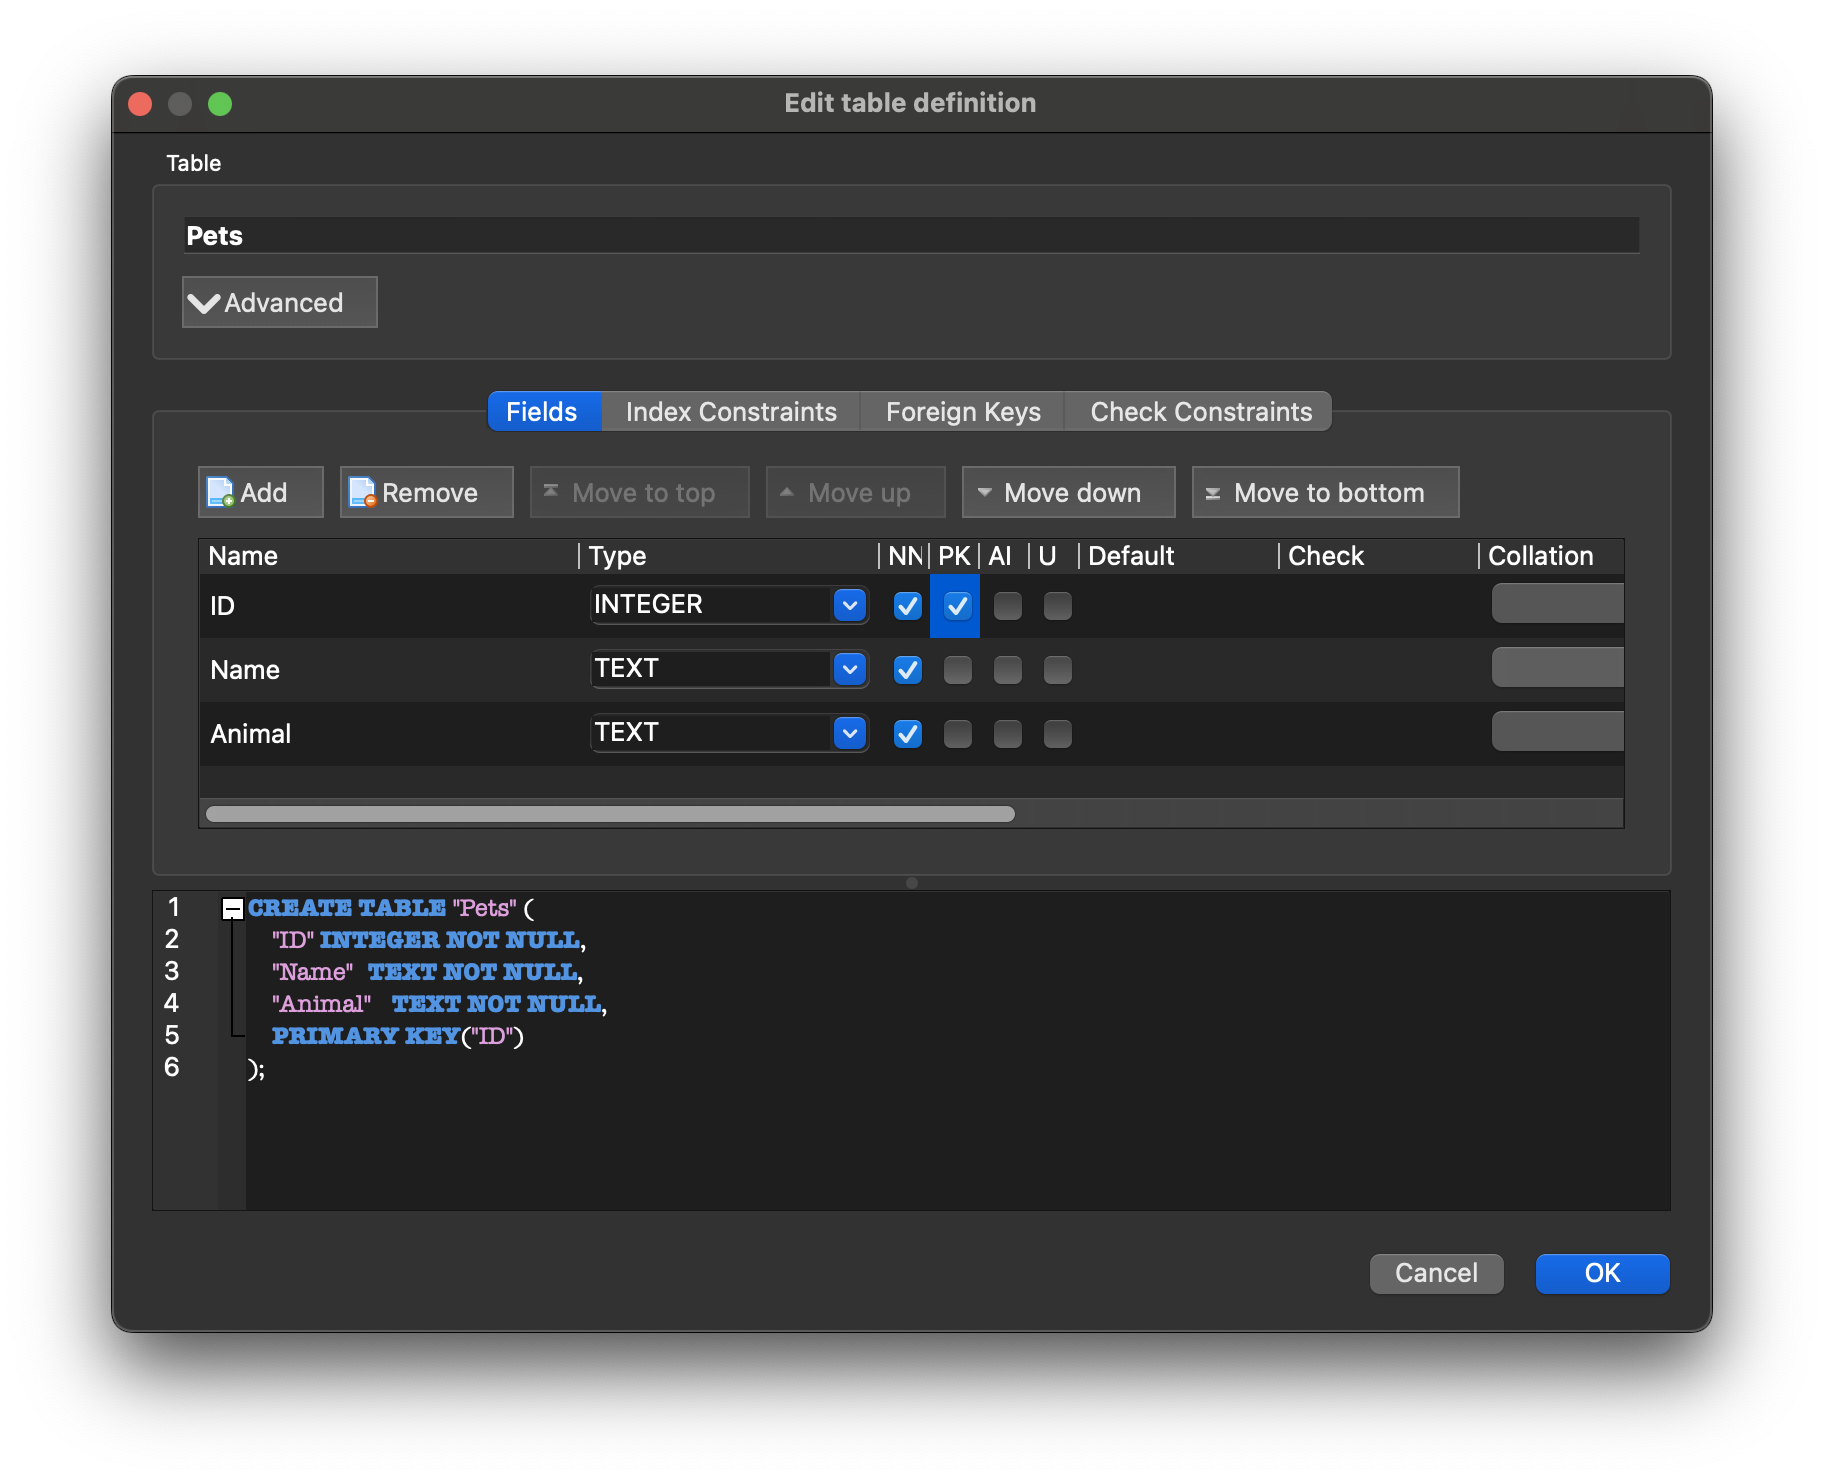 Edit table definition
Table
Pets
Advanced
Fields Index Constraints Foreign Keys Check Constraints
Add Remove Move to top Move up Move down Move to bottom
Name Type NN PK AI U Default Check Collation
ID INTEGER
Name TEXT
Animal TEXT
1 CREATE TABLE "Pets" (
2 "ID" INTEGER NOT NULL,
3 "Name" TEXT NOT NULL,
4 "Animal" TEXT NOT NULL,
5 PRIMARY KEY("ID")
6 );
Cancel OK